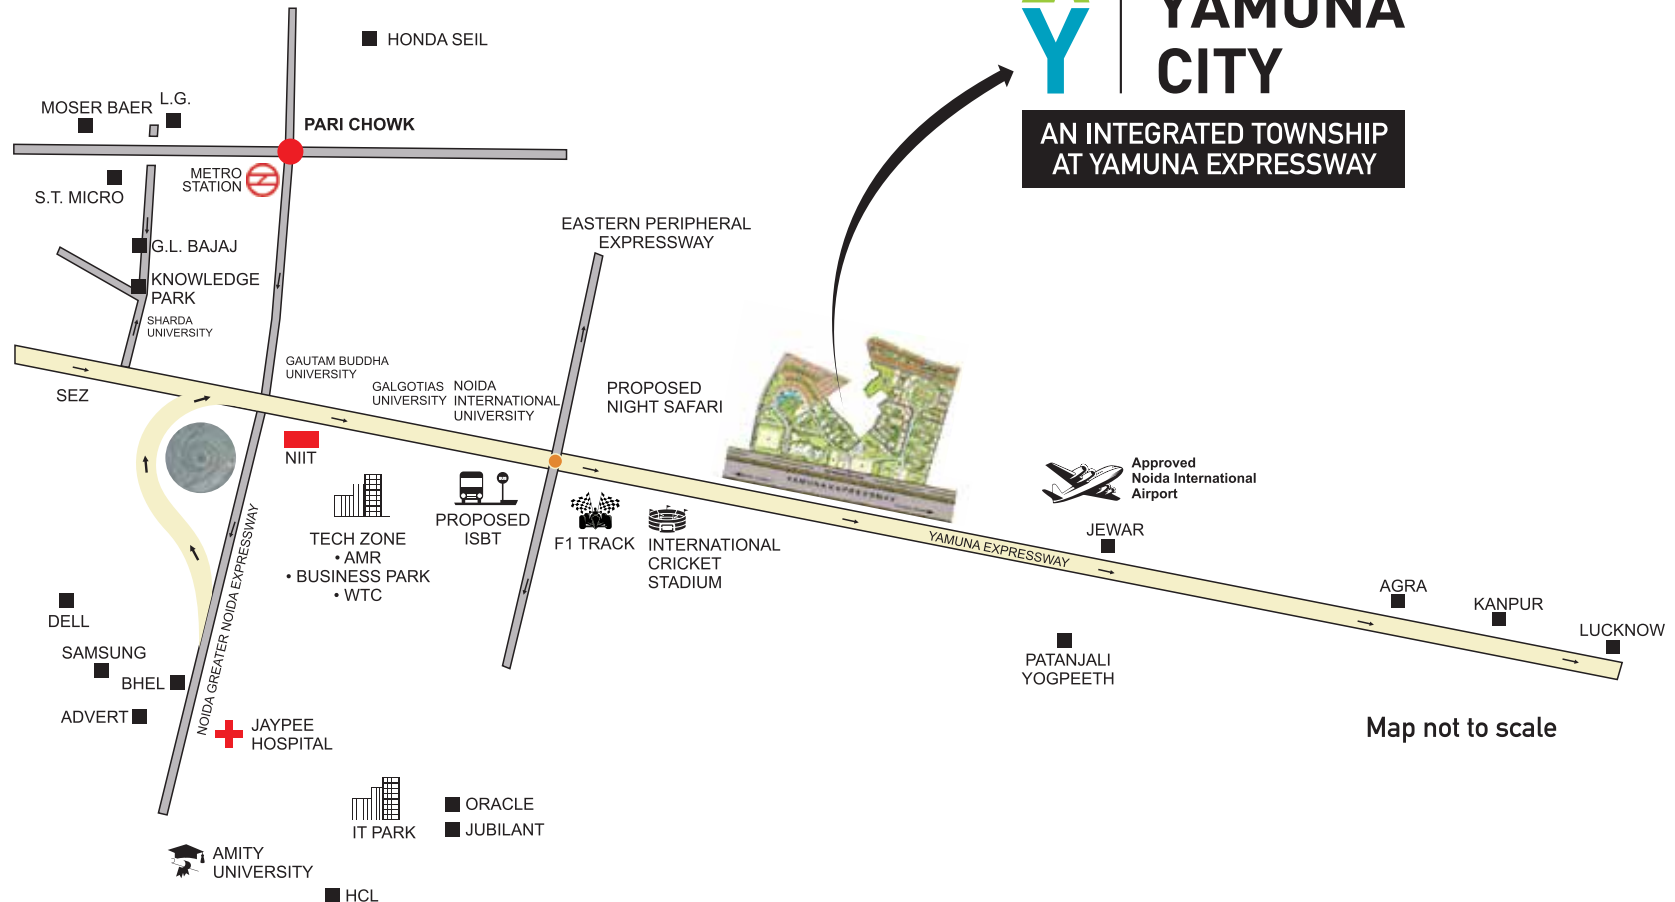 YAMUNA
CITY
Y
AN INTEGRATED TOWNSHIP
AT YAMUNA EXPRESSWAY
HONDA SEIL
MOSER BAER
L.G.
PARI CHOWK
METRO
STATION
S.T. MICRO
G.L. BAJAJ
KNOWLEDGE
PARK
SHARDA
UNIVERSITY
EASTERN PERIPHERAL
EXPRESSWAY
SEZ
GAUTAM BUDDHA
UNIVERSITY
GALGOTIAS
UNIVERSITY
NOIDA
INTERNATIONAL
UNIVERSITY
PROPOSED
NIGHT SAFARI
NIIT
TECH ZONE
• AMR
• BUSINESS PARK
• WTC
PROPOSED
ISBT
F1 TRACK
INTERNATIONAL
CRICKET
STADIUM
YAMUNA EXPRESSWAY
YAMUNA EXPRESSWAY
Approved
Noida International
Airport
JEWAR
AGRA
KANPUR
LUCKNOW
PATANJALI
YOGPEETH
NOIDA GREATER NOIDA EXPRESSWAY
DELL
SAMSUNG
BHEL
ADVERT
JAYPEE
HOSPITAL
Map not to scale
IT PARK
ORACLE
JUBILANT
AMITY
UNIVERSITY
HCL